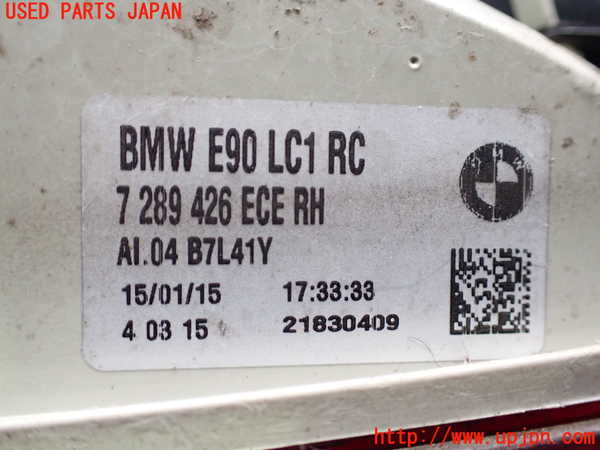 USED PARTS JAPAN
BMW E90 LC1 RC
7 289 426 ECE RH
AI.04 B7L41Y
15/01/15 17:33:33
4 03 15 21830409
http://www.upjpn.com/